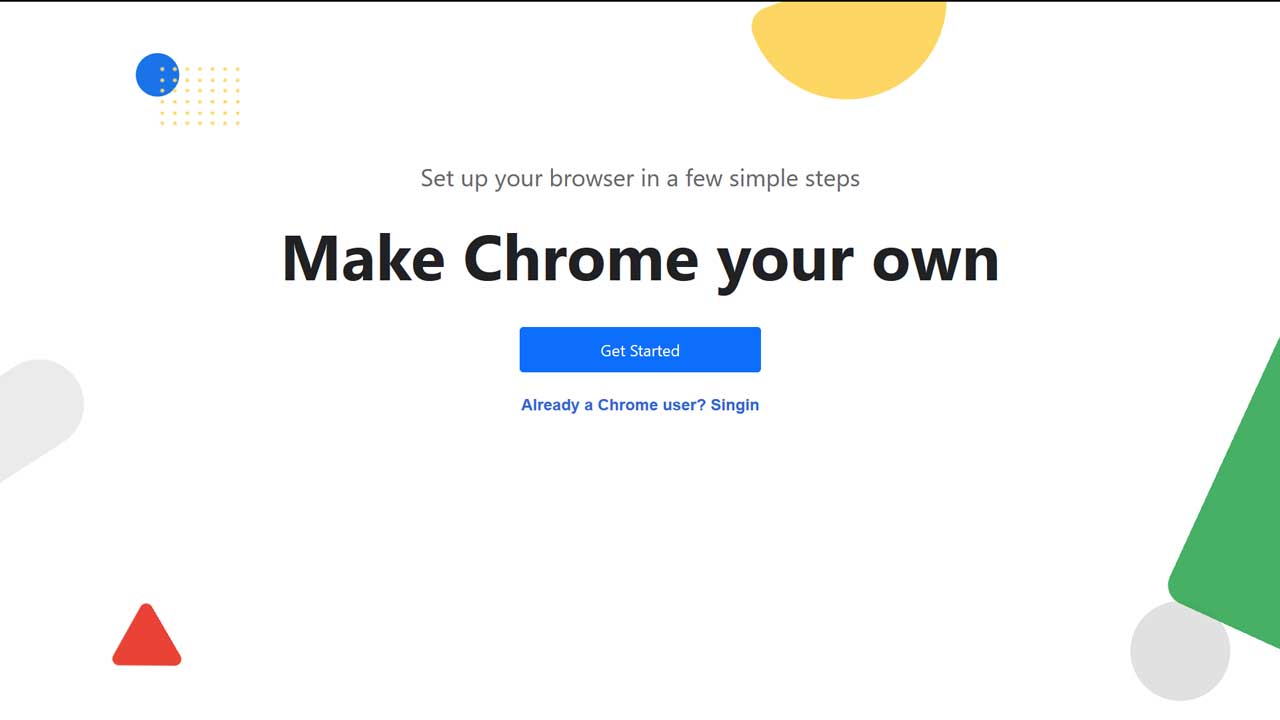 Set up your browser in a few simple steps
Make Chrome your own
Get Started
Already a Chrome user? Singin